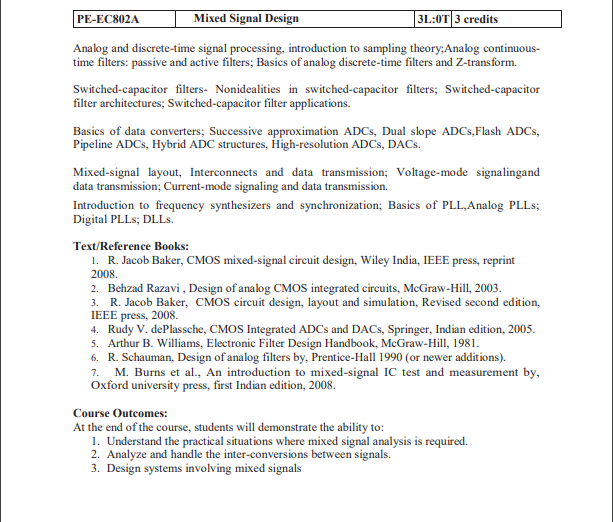 PE-EC802A Mixed Signal Design 3L:0T 3 credits
Analog and discrete-time signal processing, introduction to sampling theory;Analog continuous-
time filters: passive and active filters; Basics of analog discrete-time filters and Z-transform.
Switched-capacitor filters- Nonidealities in switched-capacitor filters; Switched-capacitor
filter architectures; Switched-capacitor filter applications.
Basics of data converters; Successive approximation ADCs, Dual slope ADCs,Flash ADCs,
Pipeline ADCs, Hybrid ADC structures, High-resolution ADCs, DACs.
Mixed-signal layout, Interconnects and data transmission; Voltage-mode signalingand
data transmission; Current-mode signaling and data transmission.
Introduction to frequency synthesizers and synchronization; Basics of PLL,Analog PLLs;
Digital PLLs; DLLs.
Text/Reference Books:
1. R. Jacob Baker, CMOS mixed-signal circuit design, Wiley India, IEEE press, reprint
2008.
2. Behzad Razavi , Design of analog CMOS integrated circuits, McGraw-Hill, 2003.
3. R. Jacob Baker, CMOS circuit design, layout and simulation, Revised second edition,
IEEE press, 2008.
4. Rudy V. dePlassche, CMOS Integrated ADCs and DACs, Springer, Indian edition, 2005.
5. Arthur B. Williams, Electronic Filter Design Handbook, McGraw-Hill, 1981.
6. R. Schauman, Design of analog filters by, Prentice-Hall 1990 (or newer additions).
7. M. Burns et al., An introduction to mixed-signal IC test and measurement by,
Oxford university press, first Indian edition, 2008.
Course Outcomes:
At the end of the course, students will demonstrate the ability to:
1. Understand the practical situations where mixed signal analysis is required.
2. Analyze and handle the inter-conversions between signals.
3. Design systems involving mixed signals